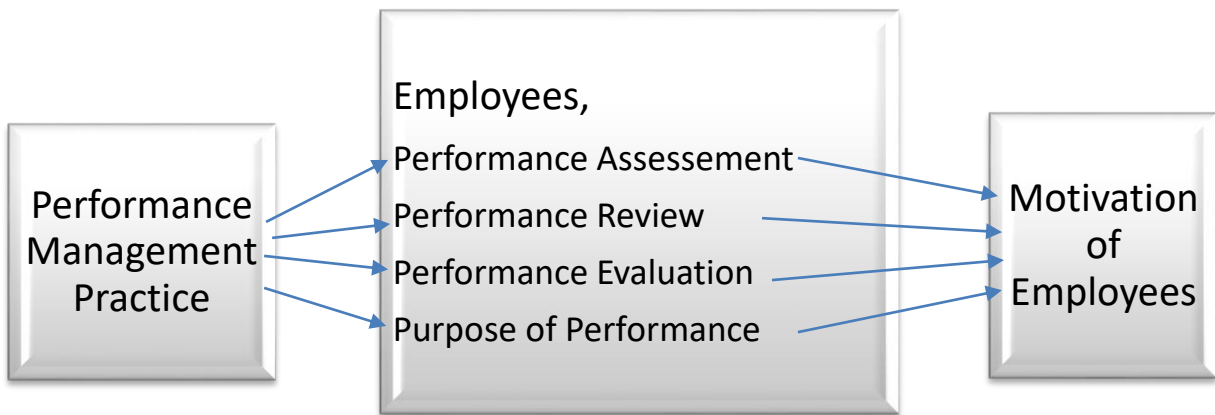 Performance
Management
Practice
Employees,
Performance Assessement
Performance Review
Performance Evaluation
Purpose of Performance
Motivation
of
Employees